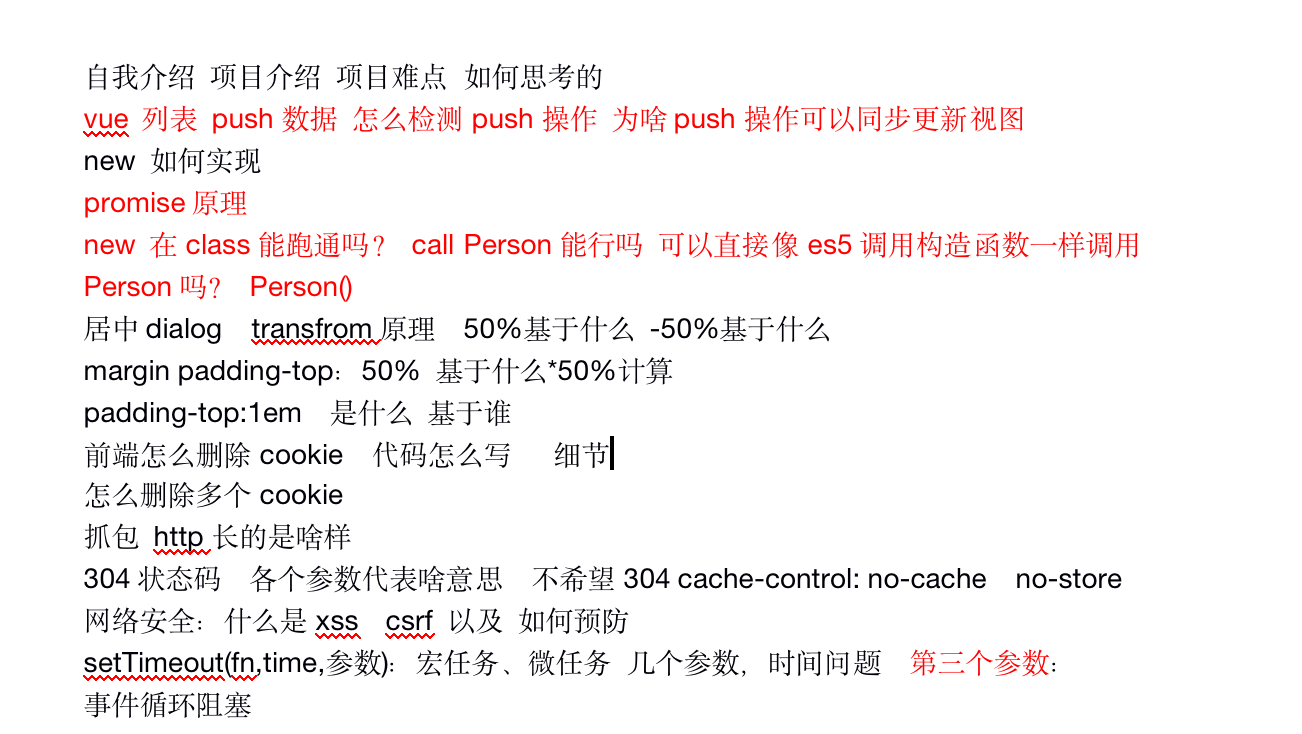 自我介绍 项目介绍 项目难点 如何思考的
vue 列表 push 数据 怎么检测 push 操作 为啥 push 操作可以同步更新视图
new 如何实现
promise 原理
new 在 class 能跑通吗？ call Person 能行吗 可以直接像 es5 调用构造函数一样调用
Person 吗？ Person()
居中 dialog transfrom 原理 50%基于什么 -50%基于什么
margin padding-top：50% 基于什么*50%计算
padding-top:1em 是什么 基于谁
前端怎么删除 cookie 代码怎么写 细节
怎么删除多个 cookie
抓包 http 长的是啥样
304 状态码 各个参数代表啥意思 不希望 304 cache-control: no-cache no-store
网络安全：什么是 xss csrf 以及 如何预防
setTimeout(fn,time,参数)：宏任务、微任务 几个参数，时间问题 第三个参数：
事件循环阻塞